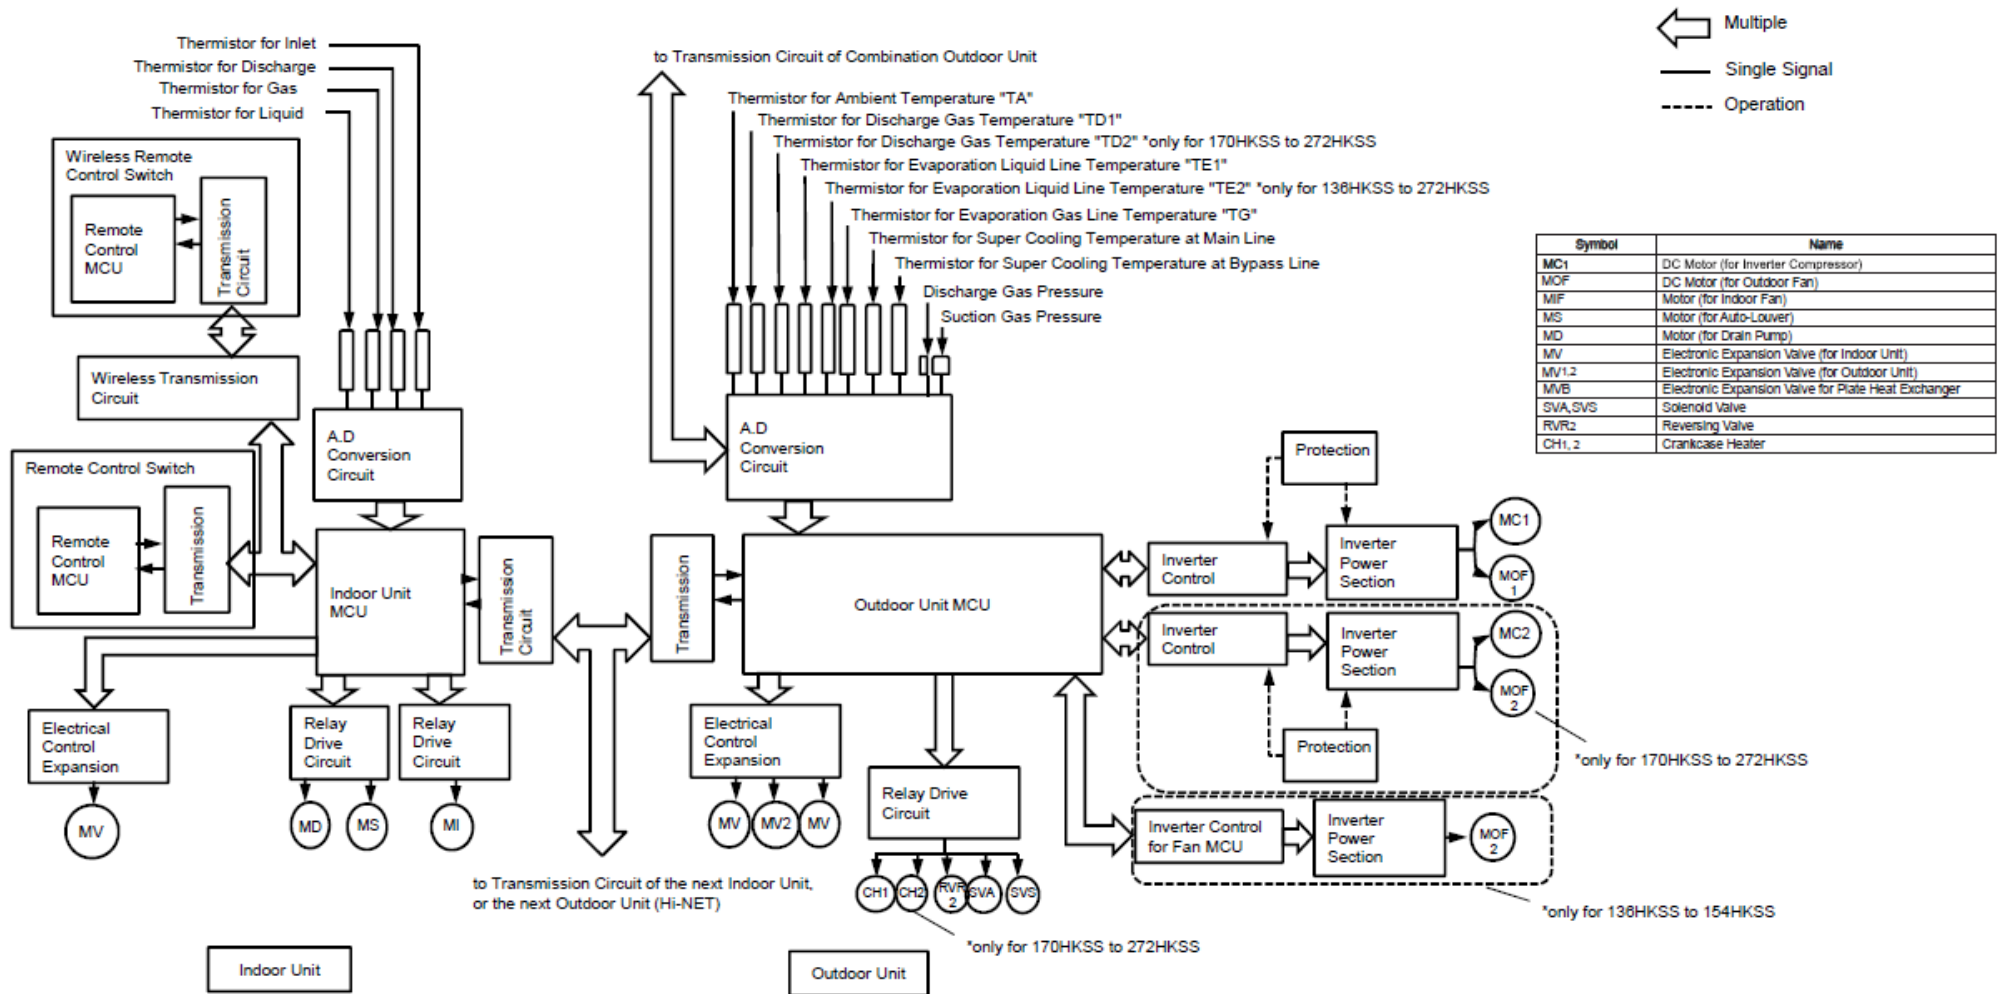 Multiple
Single Signal
Operation
Thermistor for Inlet
Thermistor for Discharge
Thermistor for Gas
Thermistor for Liquid
Wireless Remote
Control Switch
Remote
Control
MCU
Transmission
Circuit
Wireless Transmission
Circuit
Remote Control Switch
Remote
Control
MCU
Transmission
A.D
Conversion
Circuit
Indoor Unit
MCU
Transmission
Circuit
Electrical
Control
Expansion
MV
Relay
Drive
Circuit
MD
MS
Relay
Drive
Circuit
MI
to Transmission Circuit of the next Indoor Unit,
or the next Outdoor Unit (Hi-NET)
Indoor Unit
to Transmission Circuit of Combination Outdoor Unit
Thermistor for Ambient Temperature "TA"
Thermistor for Discharge Gas Temperature "TD1"
Thermistor for Discharge Gas Temperature "TD2" *only for 170HKSS to 272HKSS
Thermistor for Evaporation Liquid Line Temperature "TE1"
Thermistor for Evaporation Liquid Line Temperature "TE2" *only for 136HKSS to 272HKSS
Thermistor for Evaporation Gas Line Temperature "TG"
Thermistor for Super Cooling Temperature at Main Line
Thermistor for Super Cooling Temperature at Bypass Line
Discharge Gas Pressure
Suction Gas Pressure
A.D
Conversion
Circuit
Transmission
Outdoor Unit MCU
Electrical
Control
Expansion
MV
MV2
MV
Relay Drive
Circuit
CH1
CH2
RVR
2
SVA
SVS
*only for 170HKSS to 272HKSS
Outdoor Unit
Protection
Inverter
Control
Inverter
Power
Section
MC1
MOF
1
Inverter
Control
Inverter
Power
Section
MC2
MOF
2
Protection
*only for 170HKSS to 272HKSS
Inverter Control
for Fan MCU
Inverter
Power
Section
MOF
2
*only for 136HKSS to 154HKSS
Symbol Name
MC1 DC Motor (for Inverter Compressor)
MOF DC Motor (for Outdoor Fan)
MIF Motor (for Indoor Fan)
MS Motor (for Auto-Louver)
MD Motor (for Drain Pump)
MV Electronic Expansion Valve (for Indoor Unit)
MV1,2 Electronic Expansion Valve (for Outdoor Unit)
MVB Electronic Expansion Valve for Plate Heat Exchanger
SVA,SVS Solenoid Valve
RVR2 Reversing Valve
CH1, 2 Crankcase Heater